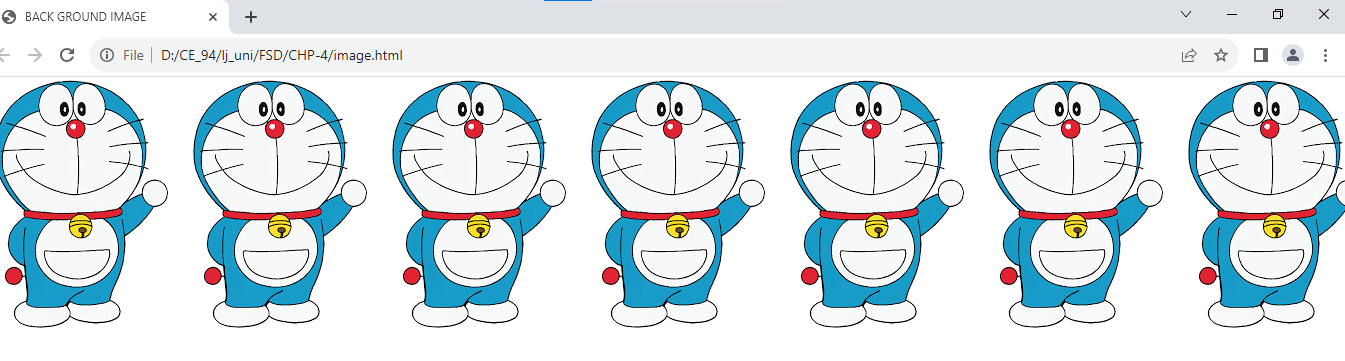 BACK GROUND IMAGE
File D:/CE_94/lj_uni/FSD/CHP-4/image.html